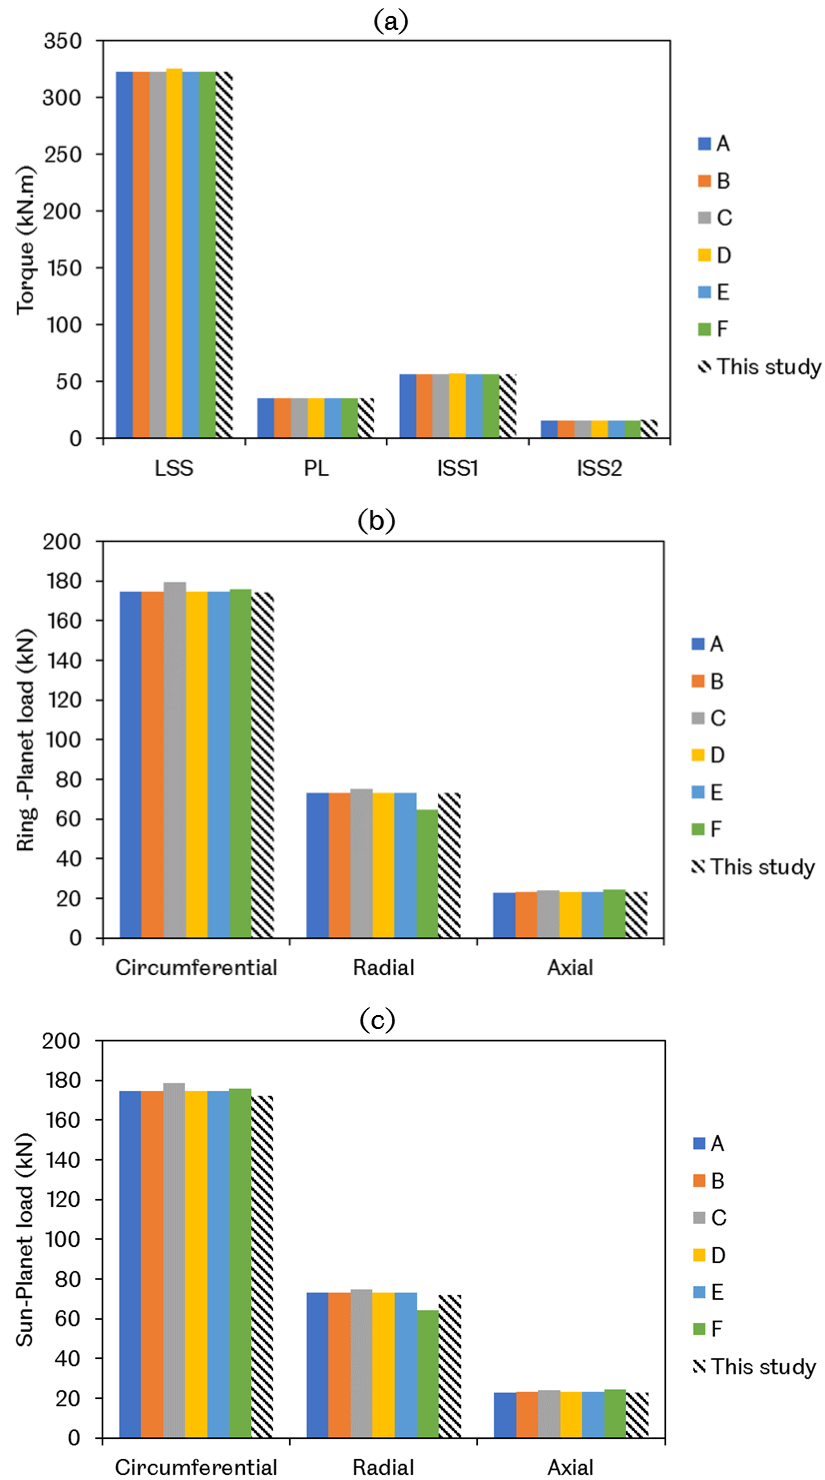 (a)
350
300
250
200
150
100
50
0
Torque (kN.m)
LSS PL ISS1 ISS2
A
B
C
D
E
F
This study
(b)
200
180
160
140
120
100
80
60
40
20
0
Ring -Planet load (kN)
Circumferential Radial Axial
A
B
C
D
E
F
This study
(c)
200
180
160
140
120
100
80
60
40
20
0
Sun-Planet load (kN)
Circumferential Radial Axial
A
B
C
D
E
F
This study